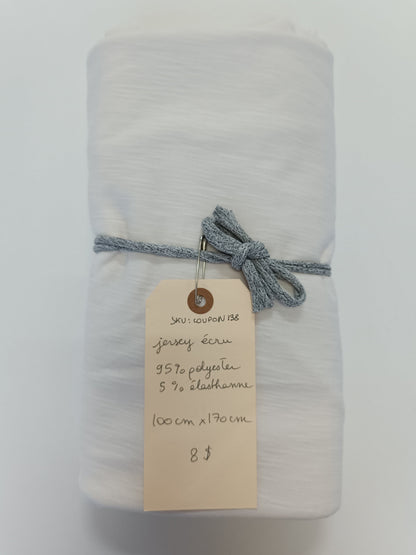 SKU: COUPON 138
jersey écru
95% polyester
5% élasthanne
100cm x 170cm
8 $